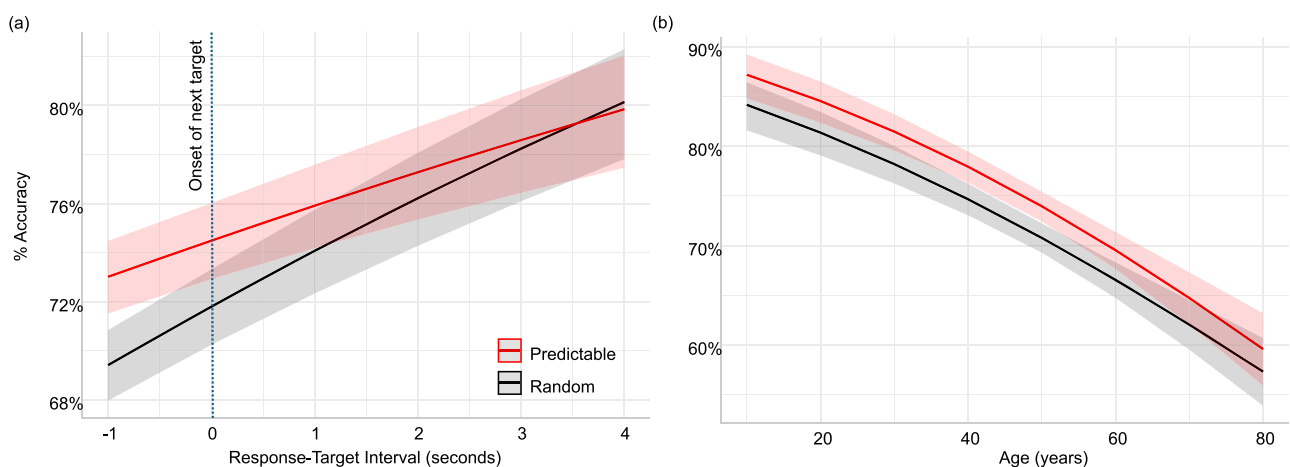 (a)
% Accuracy
80%
76%
72%
68%
Onset of next target
Predictable
Random
-1 0 1 2 3 4
Response-Target Interval (seconds)
(b)
90%
80%
70%
60%
20 40 60 80
Age (years)